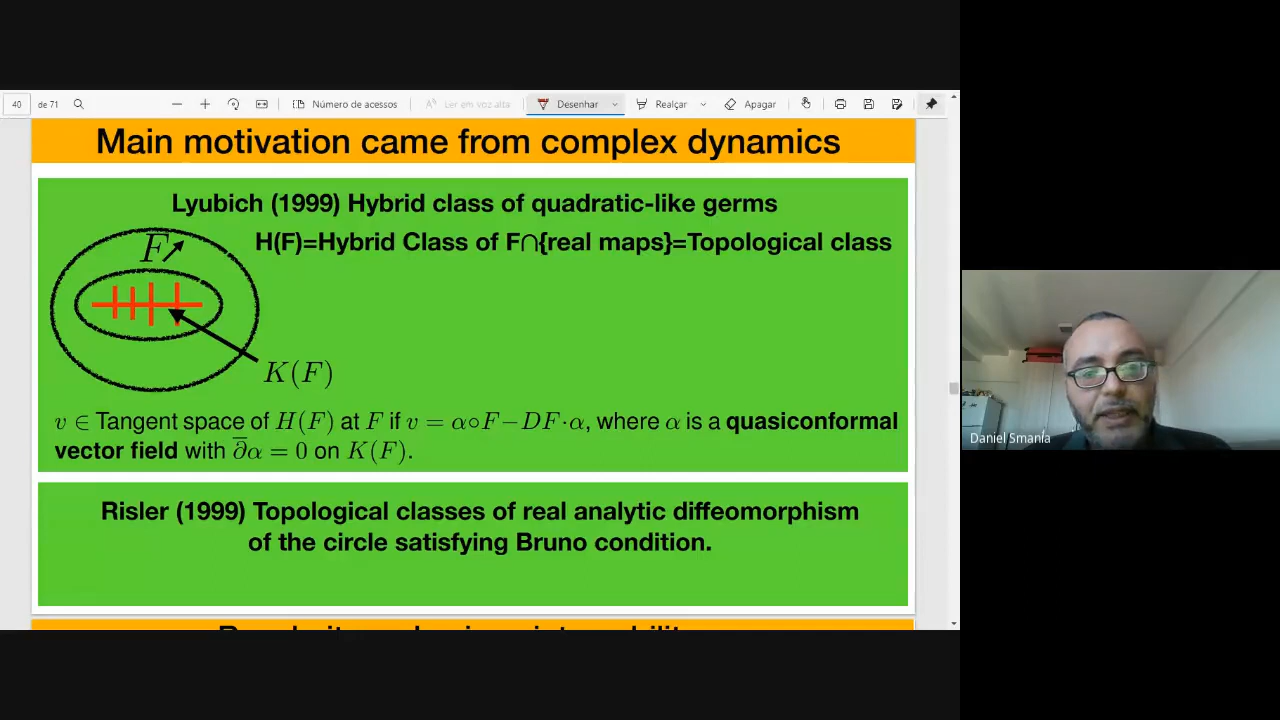 40 de 71 Número de acessos Ler em voz alta Desenhar Realçar Apagar
Main motivation came from complex dynamics
Lyubich (1999) Hybrid class of quadratic-like germs
F
H(F)=Hybrid Class of F∩{real maps}=Topological class
K(F)
v ∈ Tangent space of H(F) at F if v = α∘F−DF·α, where α is a quasiconformal
vector field with ∂̅α = 0 on K(F).
Risler (1999) Topological classes of real analytic diffeomorphism
of the circle satisfying Bruno condition.
Daniel Smania